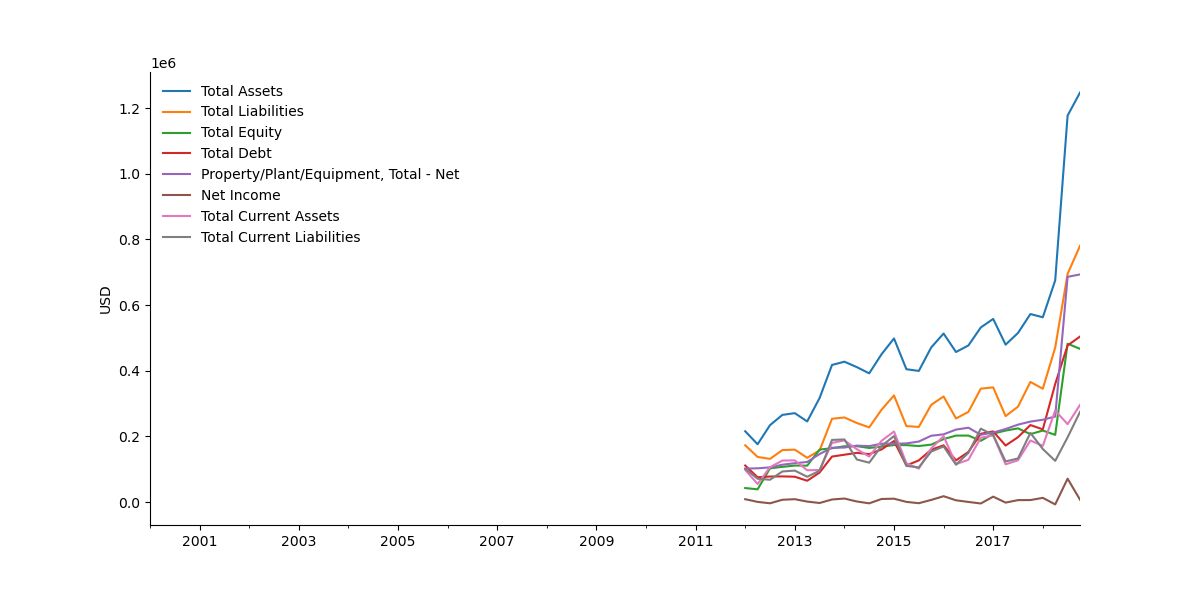 1e6
Total Assets
Total Liabilities
Total Equity
Total Debt
Property/Plant/Equipment, Total - Net
Net Income
Total Current Assets
Total Current Liabilities
USD
1.2
1.0
0.8
0.6
0.4
0.2
0.0
2001 2003 2005 2007 2009 2011 2013 2015 2017